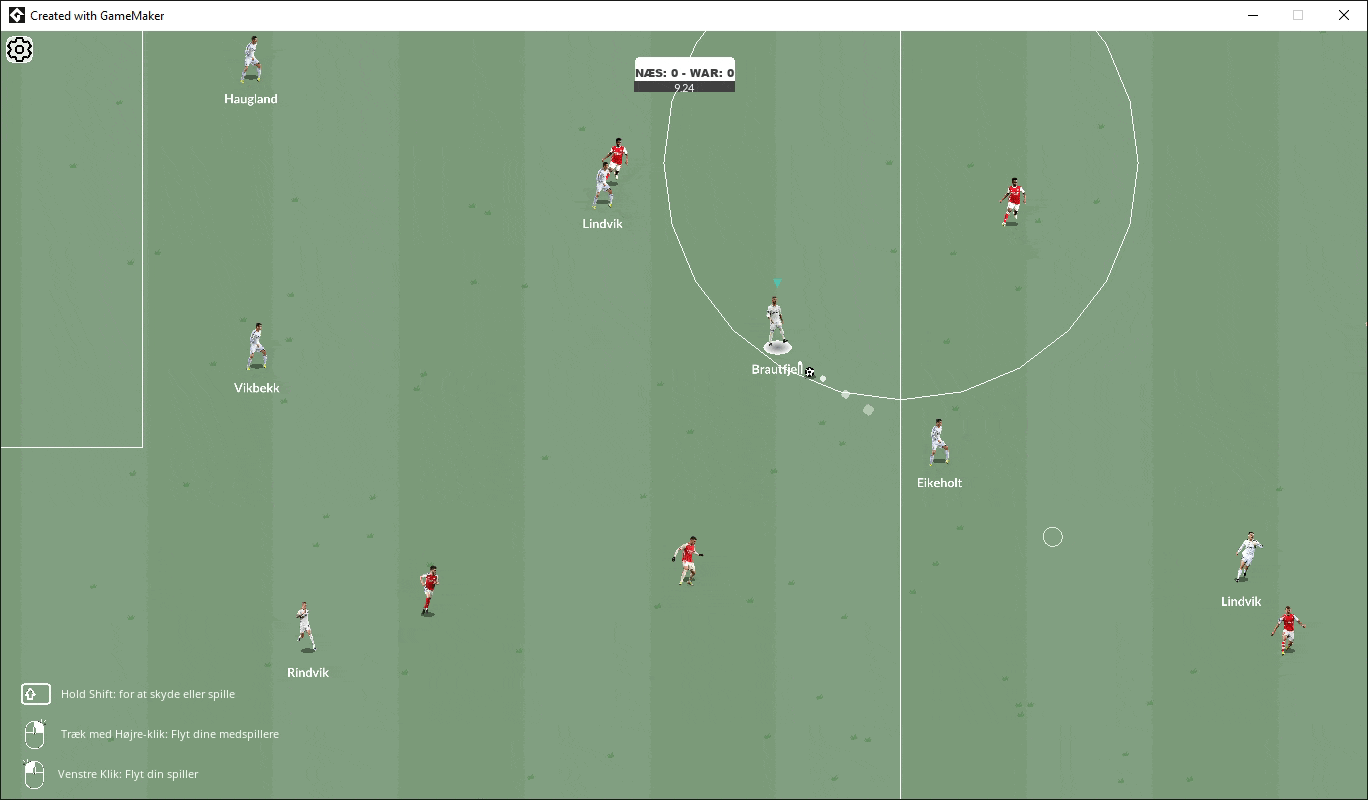 Created with GameMaker
Haugland
NÆS: 0 - WAR: 0
9.24
Lindvik
Brautfjell
Vikbekk
Eikeholt
Lindvik
Rindvik
Hold Shift: for at skyde eller spille
Træk med Højre-klik: Flyt dine medspillere
Venstre Klik: Flyt din spiller